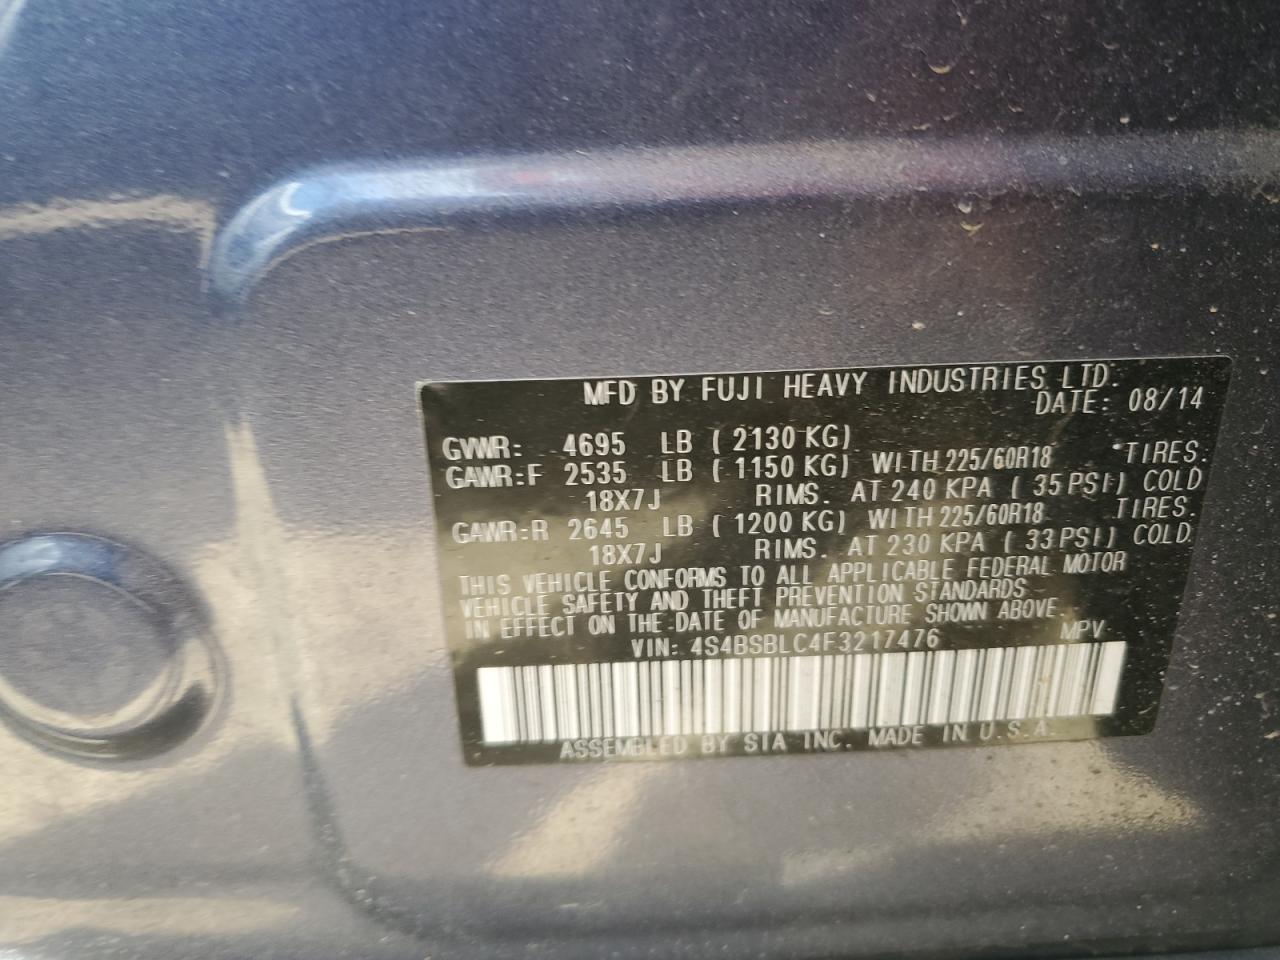 MFD BY FUJI HEAVY INDUSTRIES LTD.
DATE: 08/14
GVWR: 4695 LB ( 2130 KG)
GAWR:F 2535 LB ( 1150 KG) WITH 225/60R18 TIRES.
18X7J RIMS. AT 240 KPA ( 35 PSI) COLD
GAWR:R 2645 LB ( 1200 KG) WITH 225/60R18 TIRES.
18X7J RIMS. AT 230 KPA ( 33 PSI) COLD.
THIS VEHICLE CONFORMS TO ALL APPLICABLE FEDERAL MOTOR
VEHICLE SAFETY AND THEFT PREVENTION STANDARDS
IN EFFECT ON THE DATE OF MANUFACTURE SHOWN ABOVE.
VIN: 4S4BSBLC4F3217476 MPV
ASSEMBLED BY SIA INC. MADE IN U.S.A.